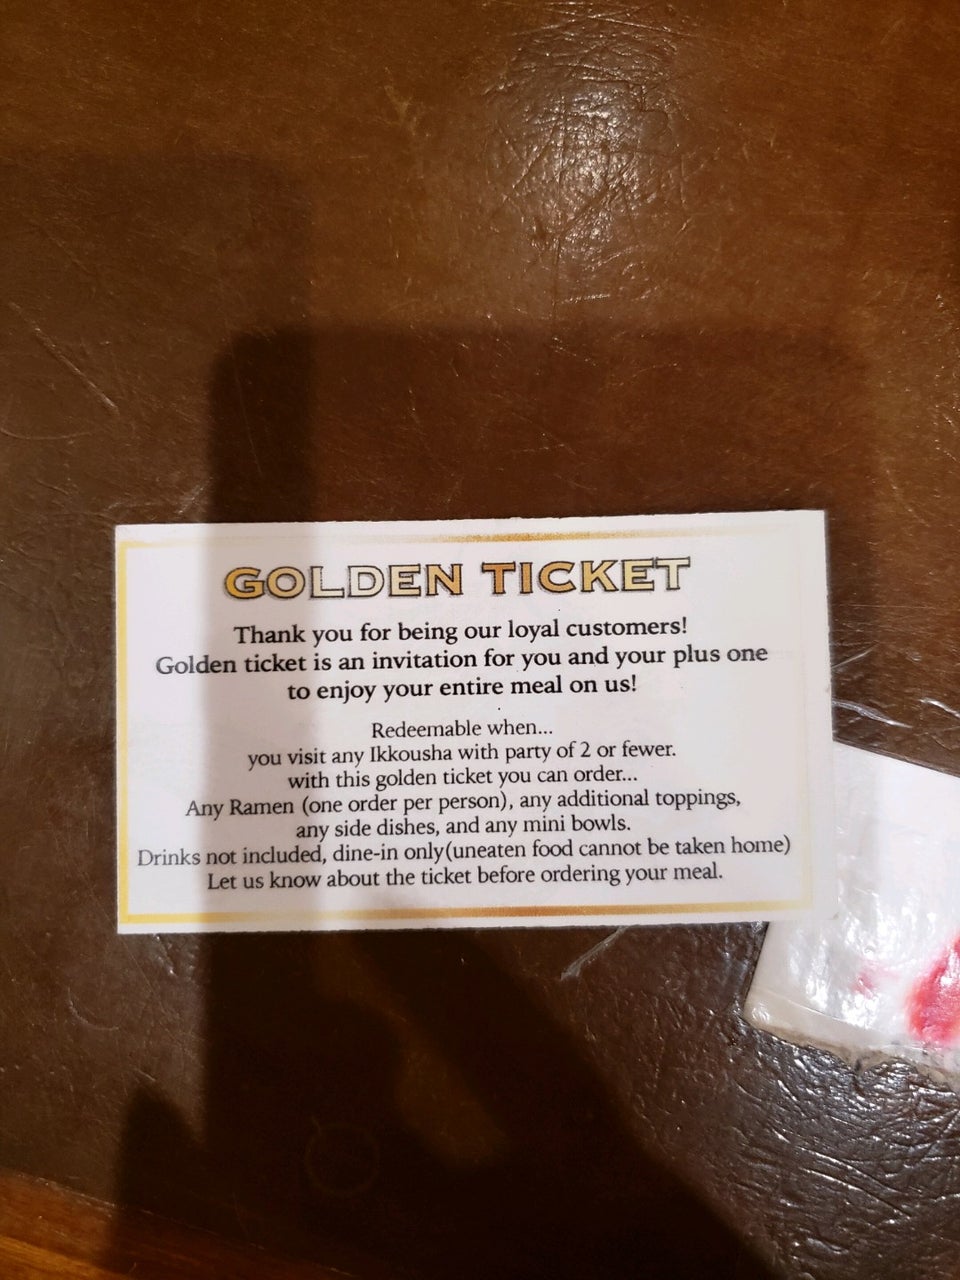 GOLDEN TICKET
Thank you for being our loyal customers!
Golden ticket is an invitation for you and your plus one
to enjoy your entire meal on us!
Redeemable when...
you visit any Ikkousha with party of 2 or fewer.
with this golden ticket you can order...
Any Ramen (one order per person), any additional toppings,
any side dishes, and any mini bowls.
Drinks not included, dine-in only(uneaten food cannot be taken home)
Let us know about the ticket before ordering your meal.